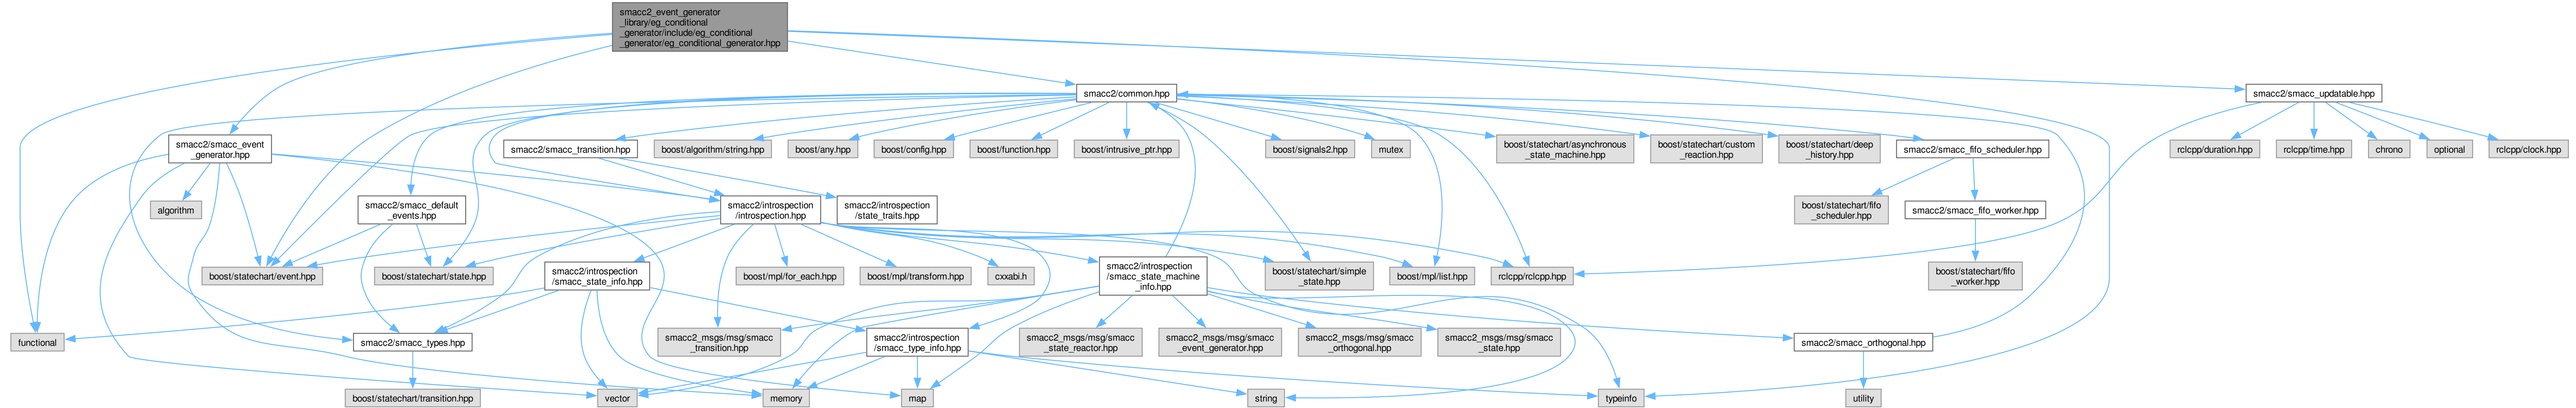 smacc2_event_generator
_library/eg_conditional
_generator/include/eg_conditional
_generator/eg_conditional_generator.hpp
smacc2/common.hpp
smacc2/smacc_updatable.hpp
smacc2/smacc_event
_generator.hpp
smacc2/smacc_transition.hpp
boost/algorithm/string.hpp
boost/any.hpp
boost/config.hpp
boost/function.hpp
boost/intrusive_ptr.hpp
boost/signals2.hpp
mutex
boost/statechart/asynchronous
_state_machine.hpp
boost/statechart/custom
_reaction.hpp
boost/statechart/deep
_history.hpp
smacc2/smacc_fifo_scheduler.hpp
rclcpp/duration.hpp
rclcpp/time.hpp
chrono
optional
rclcpp/clock.hpp
algorithm
smacc2/smacc_default
_events.hpp
smacc2/introspection
/introspection.hpp
smacc2/introspection
/state_traits.hpp
boost/statechart/fifo
_scheduler.hpp
smacc2/smacc_fifo_worker.hpp
boost/statechart/event.hpp
boost/statechart/state.hpp
smacc2/introspection
/smacc_state_info.hpp
boost/mpl/for_each.hpp
boost/mpl/transform.hpp
cxxabi.h
smacc2/introspection
/smacc_state_machine
_info.hpp
boost/statechart/simple
_state.hpp
boost/mpl/list.hpp
rclcpp/rclcpp.hpp
boost/statechart/fifo
_worker.hpp
functional
smacc2/smacc_types.hpp
smacc2_msgs/msg/smacc
_transition.hpp
smacc2/introspection
/smacc_type_info.hpp
smacc2_msgs/msg/smacc
_state_reactor.hpp
smacc2_msgs/msg/smacc
_event_generator.hpp
smacc2_msgs/msg/smacc
_orthogonal.hpp
smacc2_msgs/msg/smacc
_state.hpp
smacc2/smacc_orthogonal.hpp
boost/statechart/transition.hpp
vector
memory
map
string
typeinfo
utility